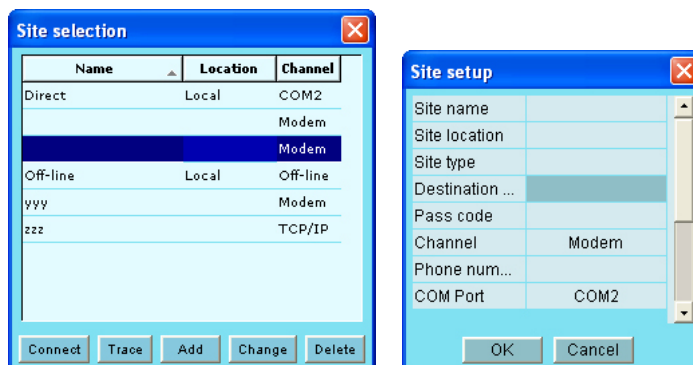 Site selection
Name Location Channel
Direct Local COM2
Modem
Modem
Off-line Local Off-line
yyy Modem
zzz TCP/IP
Connect Trace Add Change Delete
Site setup
Site name
Site location
Site type
Destination ...
Pass code
Channel Modem
Phone num...
COM Port COM2
OK Cancel